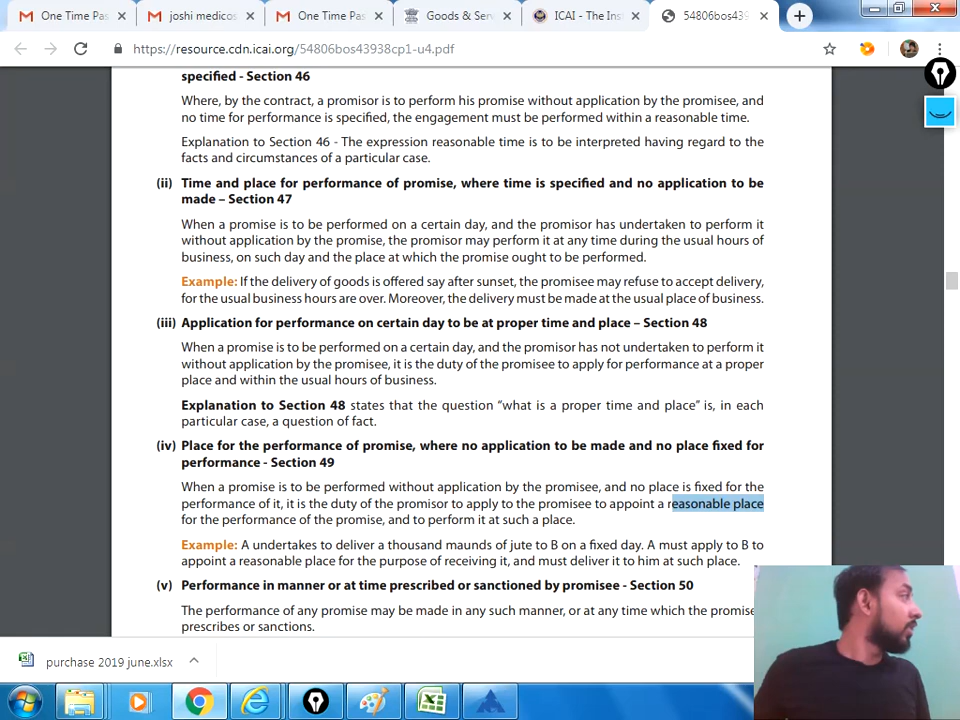 One Time Pas
joshi medicos
One Time Pas
Goods & Serv
ICAI - The Ins
54806bos439
https://resource.cdn.icai.org/54806bos43938cp1-u4.pdf
specified - Section 46
Where, by the contract, a promisor is to perform his promise without application by the promisee, and
no time for performance is specified, the engagement must be performed within a reasonable time.
Explanation to Section 46 - The expression reasonable time is to be interpreted having regard to the
facts and circumstances of a particular case.
(ii) Time and place for performance of promise, where time is specified and no application to be
made – Section 47
When a promise is to be performed on a certain day, and the promisor has undertaken to perform it
without application by the promise, the promisor may perform it at any time during the usual hours of
business, on such day and the place at which the promise ought to be performed.
Example: If the delivery of goods is offered say after sunset, the promisee may refuse to accept delivery,
for the usual business hours are over. Moreover, the delivery must be made at the usual place of business.
(iii) Application for performance on certain day to be at proper time and place – Section 48
When a promise is to be performed on a certain day, and the promisor has not undertaken to perform it
without application by the promisee, it is the duty of the promisee to apply for performance at a proper
place and within the usual hours of business.
Explanation to Section 48 states that the question “what is a proper time and place” is, in each
particular case, a question of fact.
(iv) Place for the performance of promise, where no application to be made and no place fixed for
performance - Section 49
When a promise is to be performed without application by the promisee, and no place is fixed for the
performance of it, it is the duty of the promisor to apply to the promisee to appoint a reasonable place
for the performance of the promise, and to perform it at such a place.
Example: A undertakes to deliver a thousand maunds of jute to B on a fixed day. A must apply to B to
appoint a reasonable place for the purpose of receiving it, and must deliver it to him at such place.
(v) Performance in manner or at time prescribed or sanctioned by promisee - Section 50
The performance of any promise may be made in any such manner, or at any time which the promise
prescribes or sanctions.
purchase 2019 june.xlsx